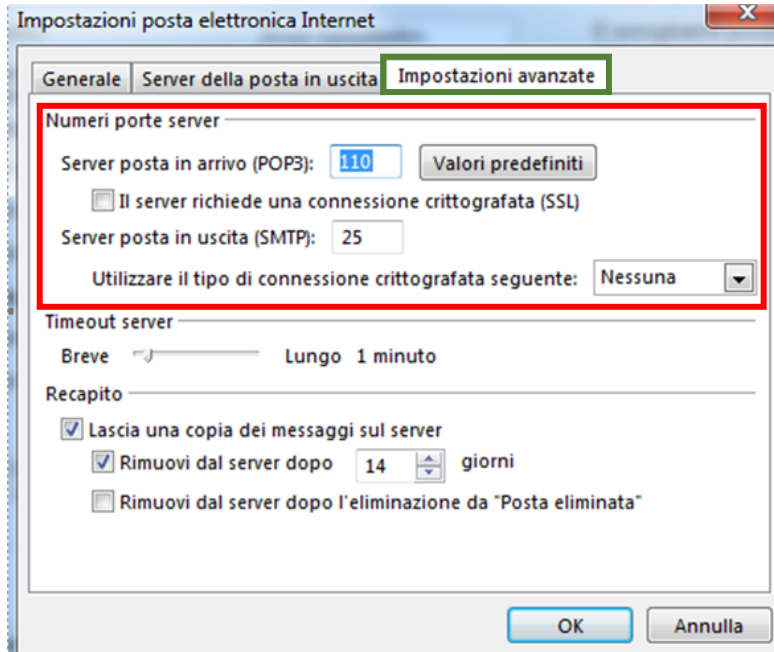 Impostazioni posta elettronica Internet
Generale Server della posta in uscita Impostazioni avanzate
Numeri porte server
Server posta in arrivo (POP3): 110 Valori predefiniti
Il server richiede una connessione crittografata (SSL)
Server posta in uscita (SMTP): 25
Utilizzare il tipo di connessione crittografata seguente: Nessuna
Timeout server
Breve Lungo 1 minuto
Recapito
Lascia una copia dei messaggi sul server
Rimuovi dal server dopo 14 giorni
Rimuovi dal server dopo l'eliminazione da "Posta eliminata"
OK Annulla